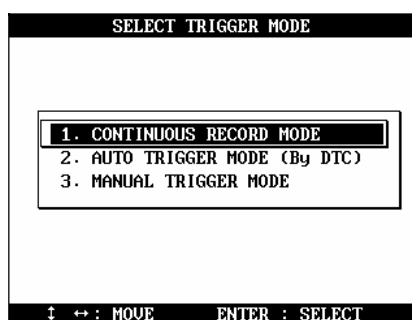 SELECT TRIGGER MODE
1. CONTINUOUS RECORD MODE
2. AUTO TRIGGER MODE (By DTC)
3. MANUAL TRIGGER MODE
↕ ↔ : MOVE ENTER : SELECT